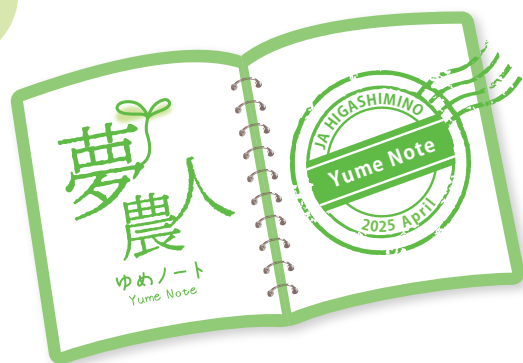 夢
農人
ゆめノート
Yume Note
JA HIGASHIMINO
Yume Note
2025 April